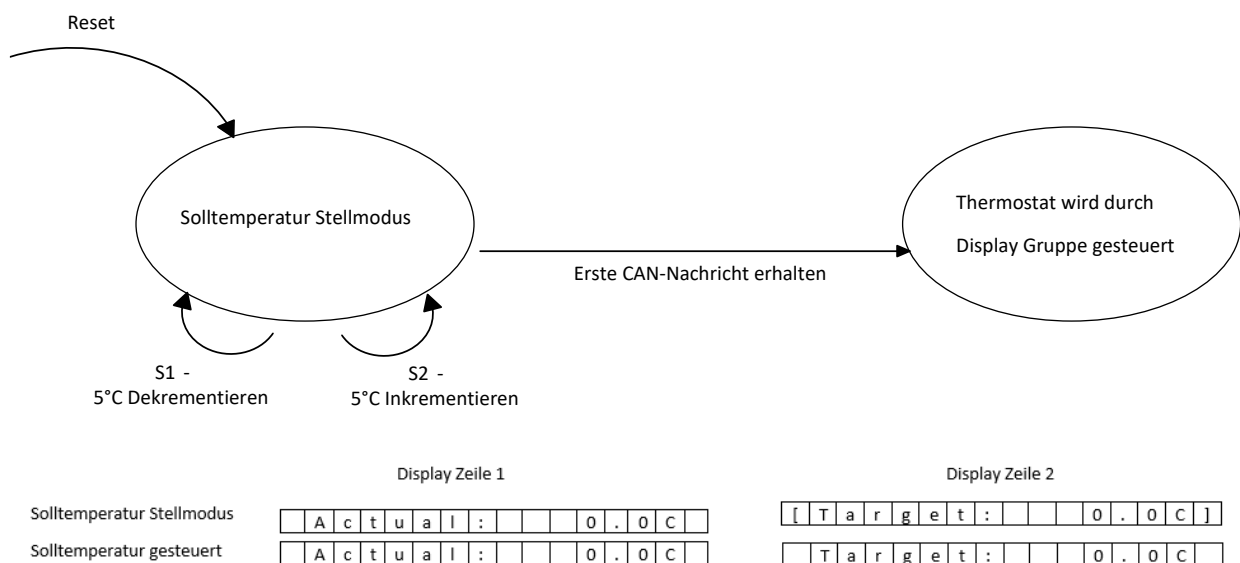 Reset
Solltemperatur Stellmodus
Thermostat wird durch
Display Gruppe gesteuert
Erste CAN-Nachricht erhalten
S1 -
5°C Dekrementieren
S2 -
5°C Inkrementieren
Display Zeile 1
Display Zeile 2
Solltemperatur Stellmodus
Actual: 0.0C
[Target: 0.0C]
Solltemperatur gesteuert
Actual: 0.0C
Target: 0.0C